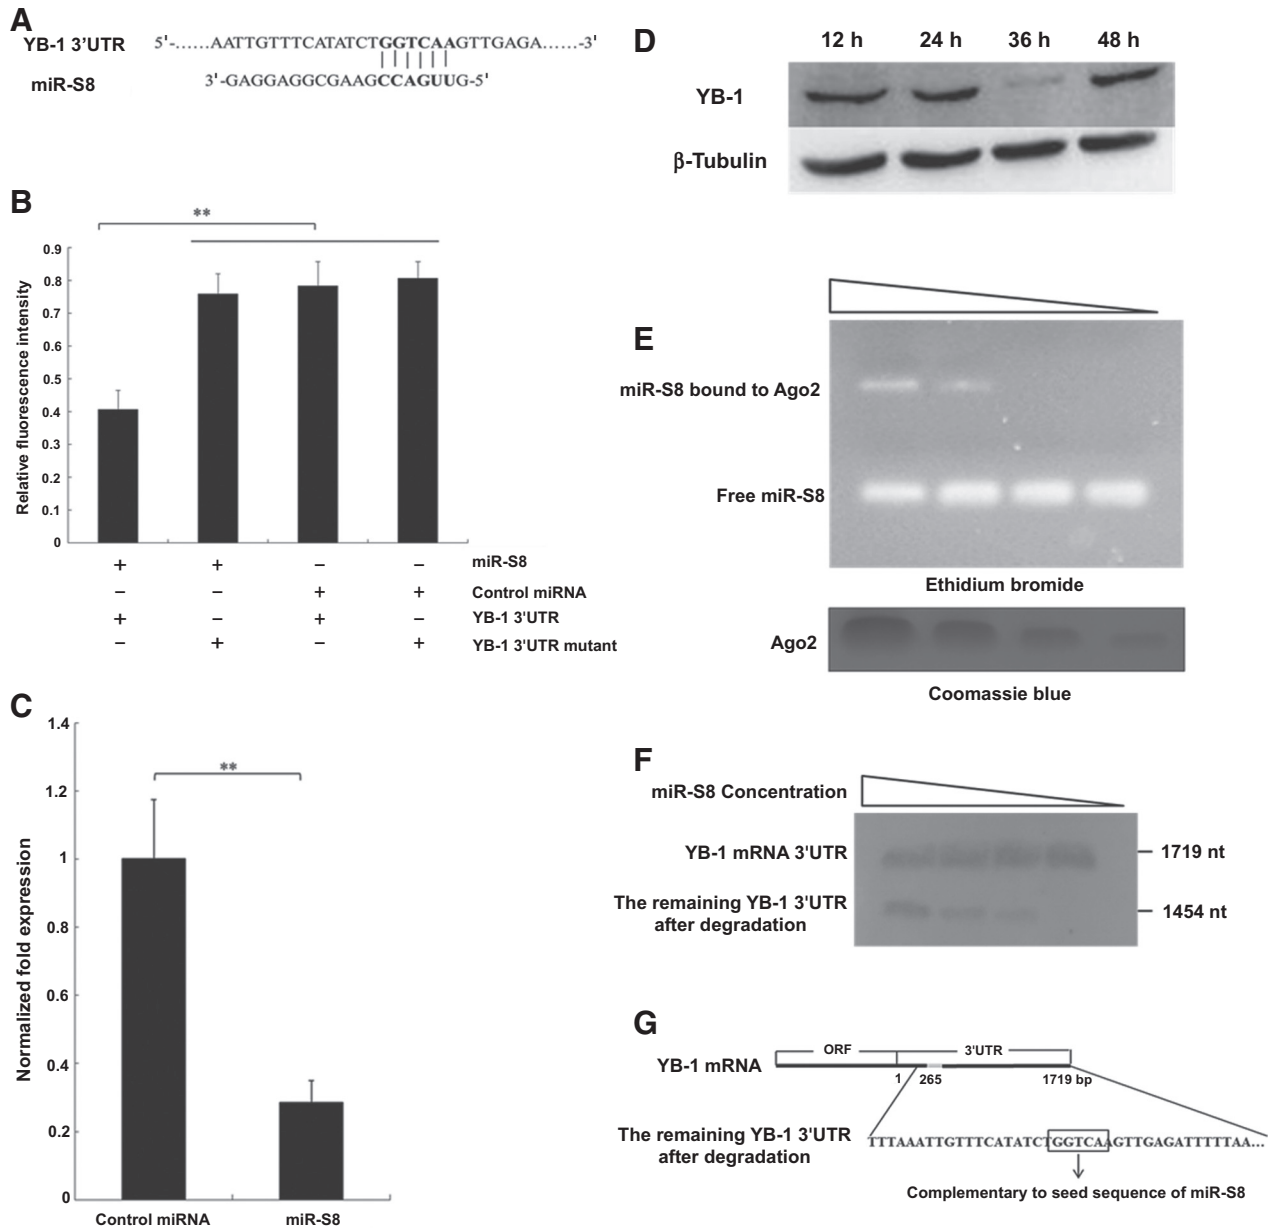 A
YB-1 3’UTR 5'-......AATTGTTTCATATCTGGTCAAGTTGAGA......-3'
miR-S8 3'-GAGGAGGCGAAGCCAGUUG-5'
B
**
Relative fluorescence intensity
0.9
0.8
0.7
0.6
0.5
0.4
0.3
0.2
0.1
0
+ + – – miR-S8
– – + + Control miRNA
+ – + – YB-1 3'UTR
– + – + YB-1 3'UTR mutant
C
**
Normalized fold expression
1.4
1.2
1
0.8
0.6
0.4
0.2
0
Control miRNA miR-S8
D
12 h 24 h 36 h 48 h
YB-1
β-Tubulin
E
miR-S8 bound to Ago2
Free miR-S8
Ethidium bromide
Ago2
Coomassie blue
F
miR-S8 Concentration
YB-1 mRNA 3'UTR 1719 nt
The remaining YB-1 3'UTR
after degradation
1454 nt
G
ORF 3'UTR
YB-1 mRNA
1 265 1719 bp
The remaining YB-1 3'UTR
after degradation
TTTAAATTGTTTCATATCTGGTCAAGTTGAGATTTTTAA...
Complementary to seed sequence of miR-S8